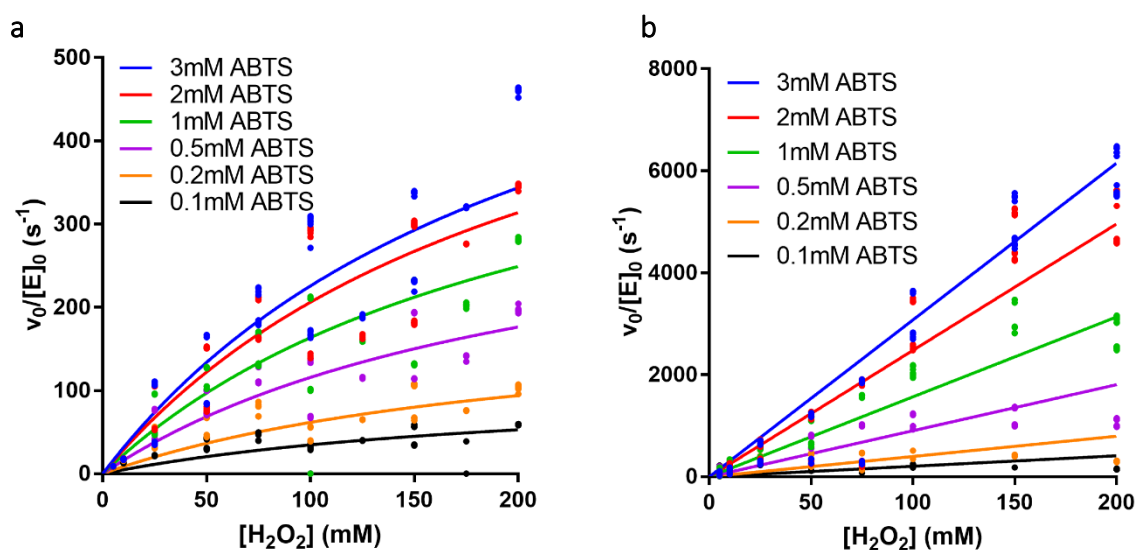 a
500
400
300
200
100
0
v₀/[E]₀ (s⁻¹)
3mM ABTS
2mM ABTS
1mM ABTS
0.5mM ABTS
0.2mM ABTS
0.1mM ABTS
0 50 100 150 200
[H₂O₂] (mM)
b
8000
6000
4000
2000
0
v₀/[E]₀ (s⁻¹)
3mM ABTS
2mM ABTS
1mM ABTS
0.5mM ABTS
0.2mM ABTS
0.1mM ABTS
0 50 100 150 200
[H₂O₂] (mM)